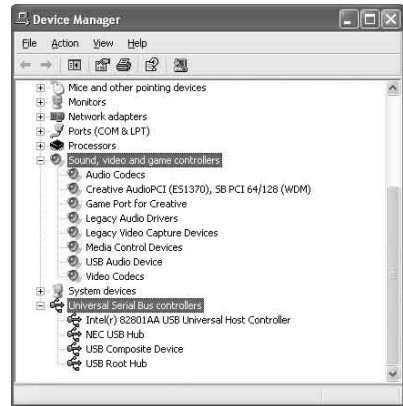 Device Manager
File Action View Help
Mice and other pointing devices
Monitors
Network adapters
Ports (COM & LPT)
Processors
Sound, video and game controllers
Audio Codecs
Creative AudioPCI (ES1370), SB PCI 64/128 (WDM)
Game Port for Creative
Legacy Audio Drivers
Legacy Video Capture Devices
Media Control Devices
USB Audio Device
Video Codecs
System devices
Universal Serial Bus controllers
Intel(r) 82801AA USB Universal Host Controller
NEC USB Hub
USB Composite Device
USB Root Hub